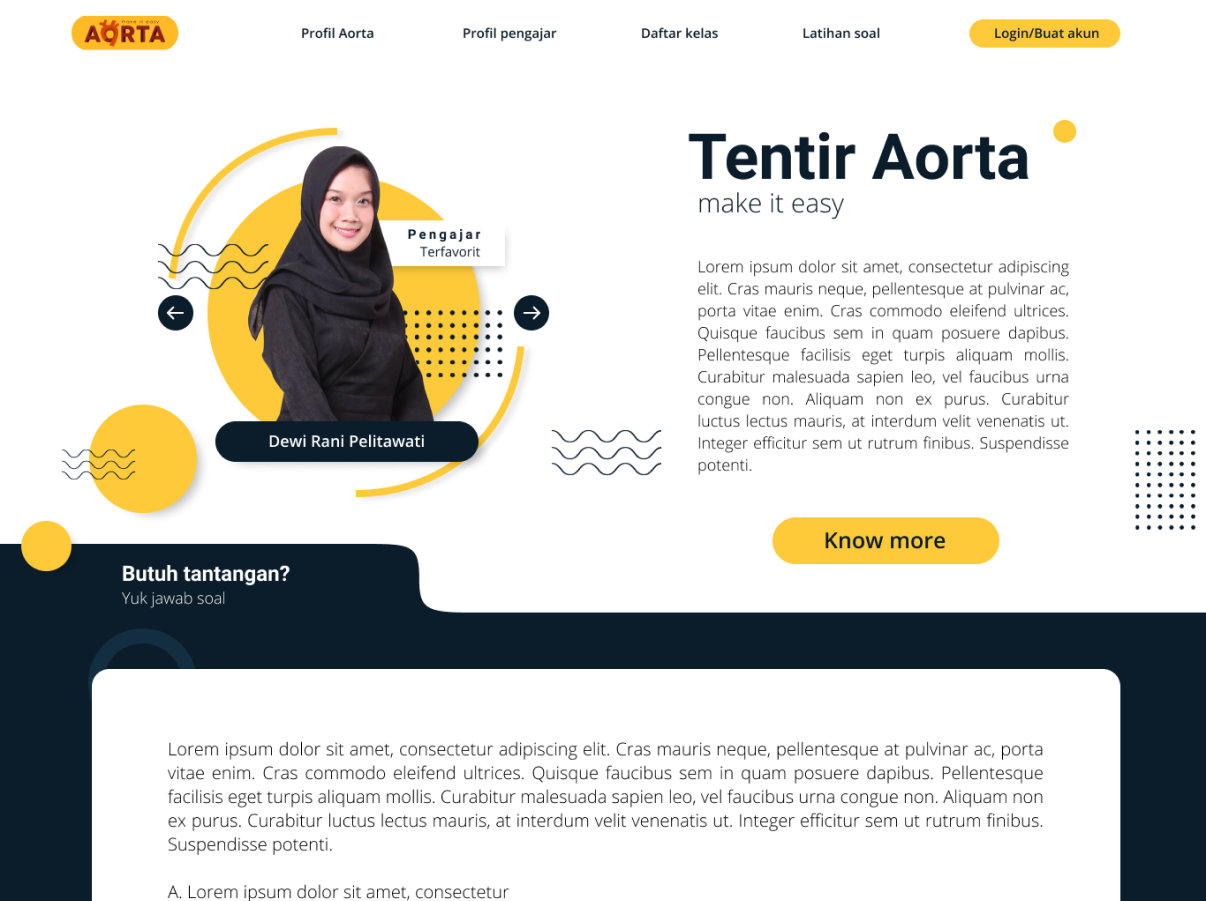 make it easy
AORTA
Profil Aorta
Profil pengajar
Daftar kelas
Latihan soal
Login/Buat akun
Pengajar
Terfavorit
Dewi Rani Pelitawati
Tentir Aorta
make it easy
Lorem ipsum dolor sit amet, consectetur adipiscing
elit. Cras mauris neque, pellentesque at pulvinar ac,
porta vitae enim. Cras commodo eleifend ultrices.
Quisque faucibus sem in quam posuere dapibus.
Pellentesque facilisis eget turpis aliquam mollis.
Curabitur malesuada sapien leo, vel faucibus urna
congue non. Aliquam non ex purus. Curabitur
luctus lectus mauris, at interdum velit venenatis ut.
Integer efficitur sem ut rutrum finibus. Suspendisse
potenti.
Know more
Butuh tantangan?
Yuk jawab soal
Lorem ipsum dolor sit amet, consectetur adipiscing elit. Cras mauris neque, pellentesque at pulvinar ac, porta
vitae enim. Cras commodo eleifend ultrices. Quisque faucibus sem in quam posuere dapibus. Pellentesque
facilisis eget turpis aliquam mollis. Curabitur malesuada sapien leo, vel faucibus urna congue non. Aliquam non
ex purus. Curabitur luctus lectus mauris, at interdum velit venenatis ut. Integer efficitur sem ut rutrum finibus.
Suspendisse potenti.
A. Lorem ipsum dolor sit amet, consectetur